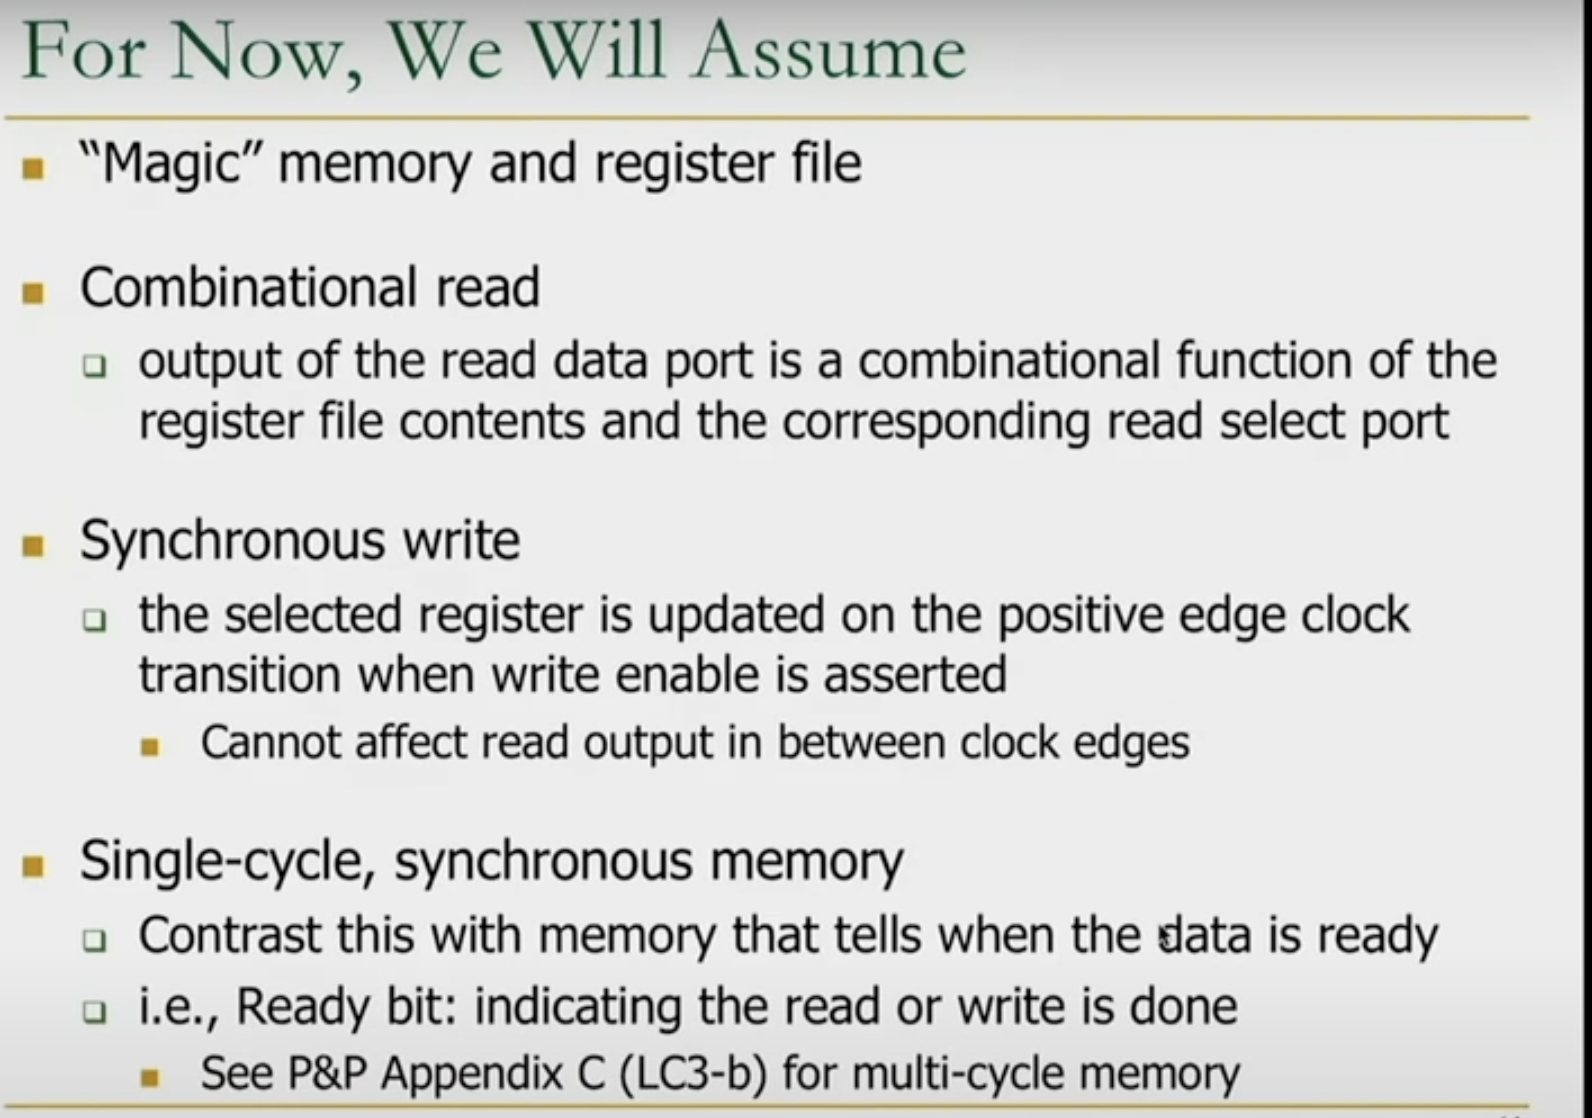 For Now, We Will Assume
“Magic” memory and register file
Combinational read
output of the read data port is a combinational function of the
register file contents and the corresponding read select port
Synchronous write
the selected register is updated on the positive edge clock
transition when write enable is asserted
Cannot affect read output in between clock edges
Single-cycle, synchronous memory
Contrast this with memory that tells when the data is ready
i.e., Ready bit: indicating the read or write is done
See P&P Appendix C (LC3-b) for multi-cycle memory